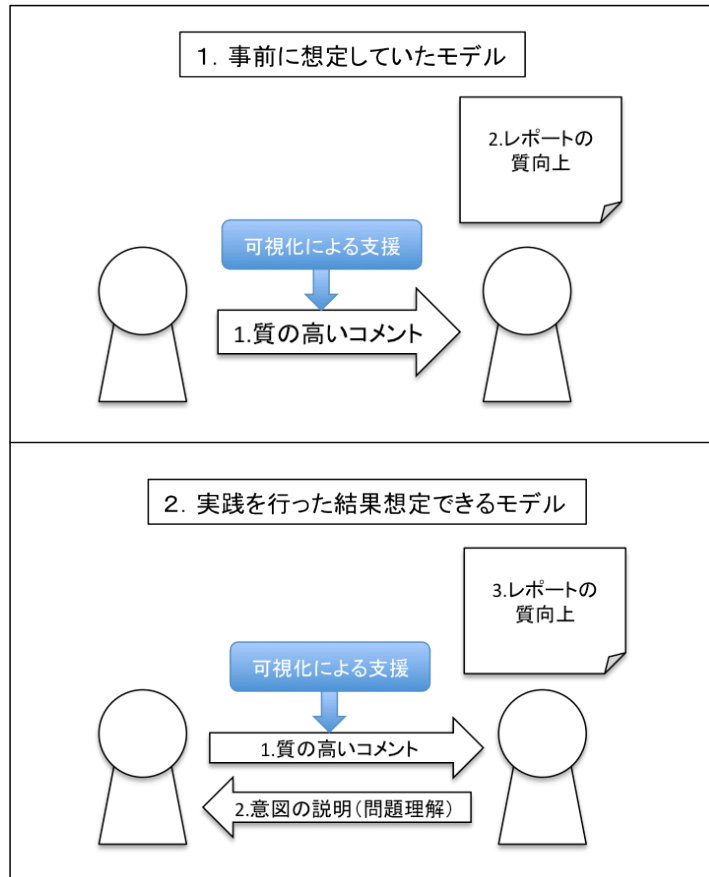 １．事前に想定していたモデル
2.レポートの
質向上
可視化による支援
1.質の高いコメント
２．実践を行った結果想定できるモデル
3.レポートの
質向上
可視化による支援
1.質の高いコメント
2.意図の説明（問題理解）